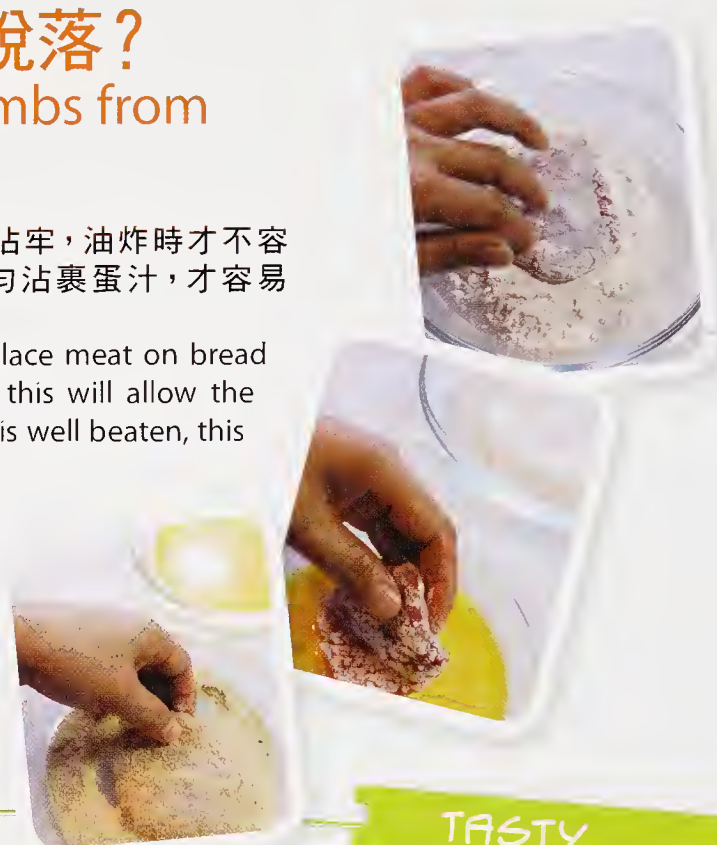 脫落？
mbs from
沾牢，油炸時才不容
勻沾裹蛋汁，才容易
lace meat on bread
this will allow the
is well beaten, this
TASTY